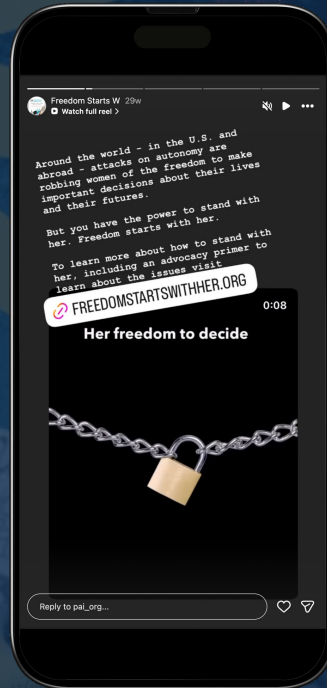 Freedom Starts W 29w
Watch full reel >
Around the world - in the U.S. and
abroad - attacks on autonomy are
robbing women of the freedom to make
important decisions about their lives
and their futures.
But you have the power to stand with
her. Freedom starts with her.
To learn more about how to stand with
her, including an advocacy primer to
learn about the issues visit
FREEDOMSTARTSWITHHER.ORG
0:08
Her freedom to decide
Reply to pai_org...